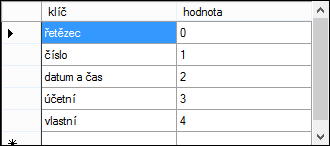 klíč hodnota
řetězec 0
číslo 1
datum a čas 2
účetní 3
vlastní 4